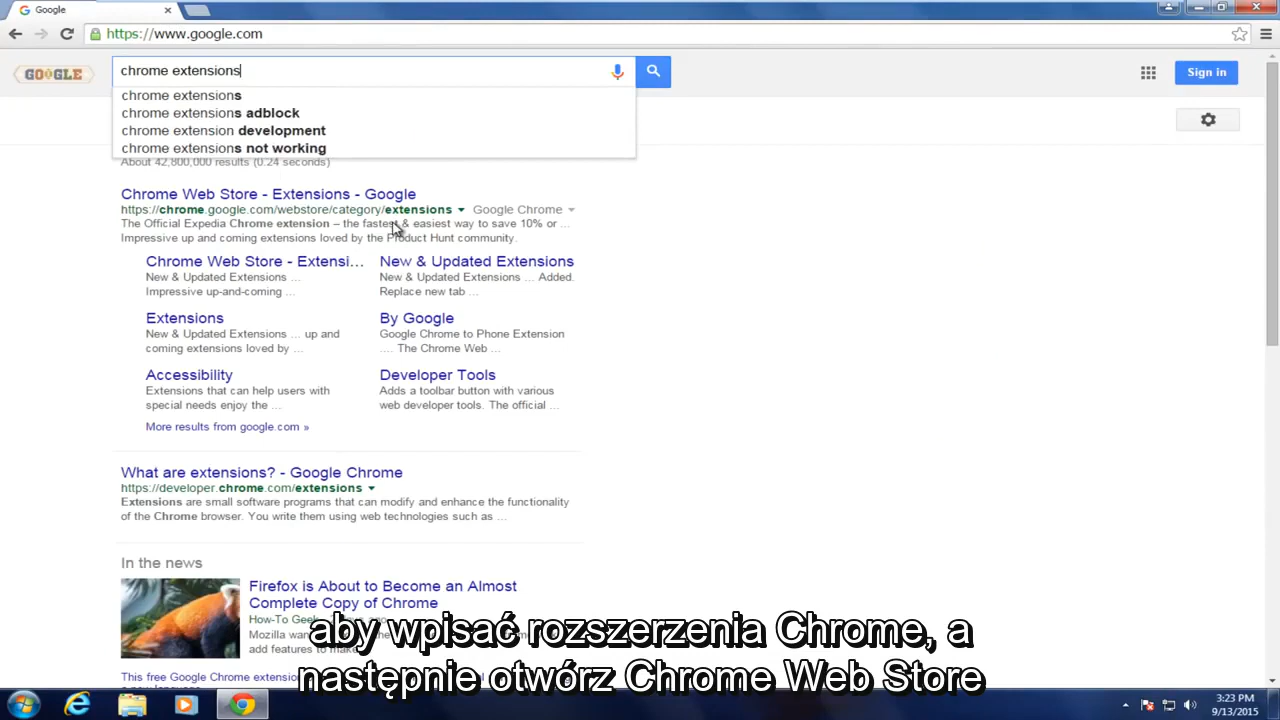 Google
https://www.google.com
GOOGLE
chrome extensions
Sign in
chrome extensions
chrome extensions adblock
chrome extension development
chrome extensions not working
About 42,800,000 results (0.24 seconds)
Chrome Web Store - Extensions - Google
https://chrome.google.com/webstore/category/extensions Google Chrome
The Official Expedia Chrome extension – the fastest & easiest way to save 10% or ...
Impressive up and coming extensions loved by the Product Hunt community.
Chrome Web Store - Extensi...
New & Updated Extensions ...
Impressive up-and-coming ...
New & Updated Extensions
New & Updated Extensions ... Added.
Replace new tab ...
Extensions
New & Updated Extensions ... up and
coming extensions loved by ...
By Google
Google Chrome to Phone Extension
.... The Chrome Web ...
Accessibility
Extensions that can help users with
special needs enjoy the ...
Developer Tools
Adds a toolbar button with various
web developer tools. The official ...
More results from google.com »
What are extensions? - Google Chrome
https://developer.chrome.com/extensions
Extensions are small software programs that can modify and enhance the functionality
of the Chrome browser. You write them using web technologies such as ...
In the news
Firefox is About to Become an Almost
Complete Copy of Chrome
How-To Geek
Mozilla
add features to
aby wpisać rozszerzenia Chrome, a
następnie otwórz Chrome Web Store
3:23 PM
9/13/2015